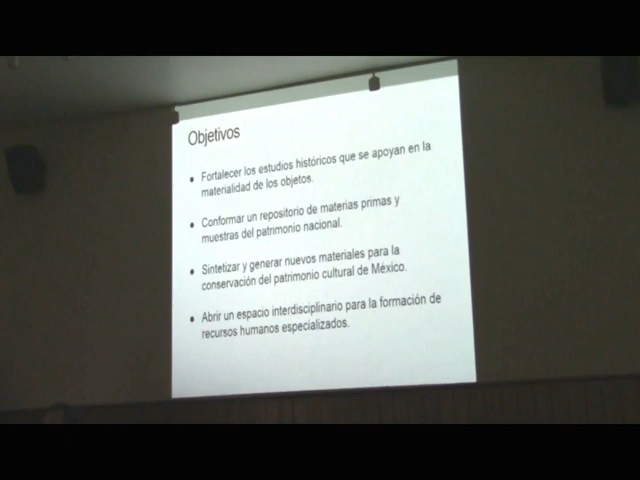 Objetivos
• Fortalecer los estudios históricos que se apoyan en la
materialidad de los objetos.
• Conformar un repositorio de materias primas y
muestras del patrimonio nacional.
• Sintetizar y generar nuevos materiales para la
conservación del patrimonio cultural de México.
• Abrir un espacio interdisciplinario para la formación de
recursos humanos especializados.